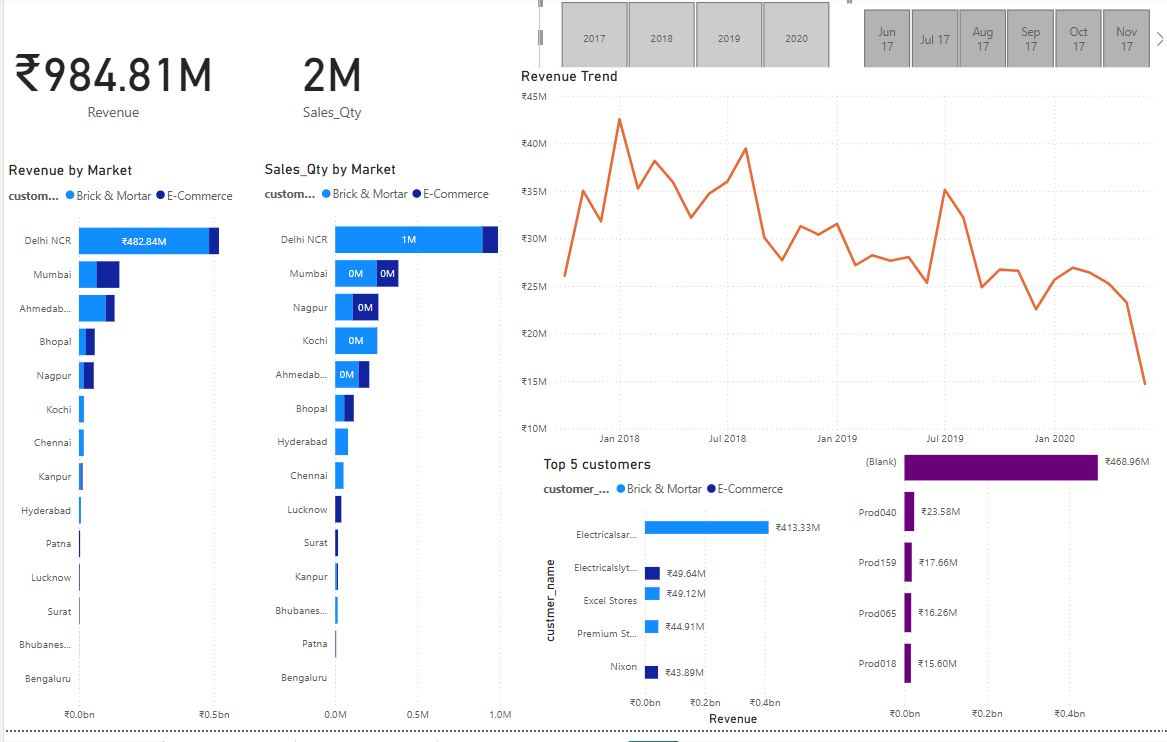 2017 2018 2019 2020
Jun 17 Jul 17 Aug 17 Sep 17 Oct 17 Nov 17
₹984.81M
Revenue
2M
Sales_Qty
Revenue by Market
custom... Brick & Mortar E-Commerce
Delhi NCR ₹482.84M
Mumbai
Ahmedab...
Bhopal
Nagpur
Kochi
Chennai
Kanpur
Hyderabad
Patna
Lucknow
Surat
Bhubanes...
Bengaluru
₹0.0bn ₹0.5bn
Sales_Qty by Market
custom... Brick & Mortar E-Commerce
Delhi NCR 1M
Mumbai 0M 0M
Nagpur 0M
Kochi 0M
Ahmedab... 0M
Bhopal
Hyderabad
Chennai
Lucknow
Surat
Kanpur
Bhubanes...
Patna
Bengaluru
0.0M 0.5M 1.0M
Revenue Trend
₹45M
₹40M
₹35M
₹30M
₹25M
₹20M
₹15M
₹10M
Jan 2018 Jul 2018 Jan 2019 Jul 2019 Jan 2020
Top 5 customers
customer_... Brick & Mortar E-Commerce
custmer_name
Electricalsar... ₹413.33M
Electricalslyt... ₹49.64M
Excel Stores ₹49.12M
Premium St... ₹44.91M
Nixon ₹43.89M
₹0.0bn ₹0.2bn ₹0.4bn
Revenue
(Blank) ₹468.96M
Prod040 ₹23.58M
Prod159 ₹17.66M
Prod065 ₹16.26M
Prod018 ₹15.60M
₹0.0bn ₹0.2bn ₹0.4bn